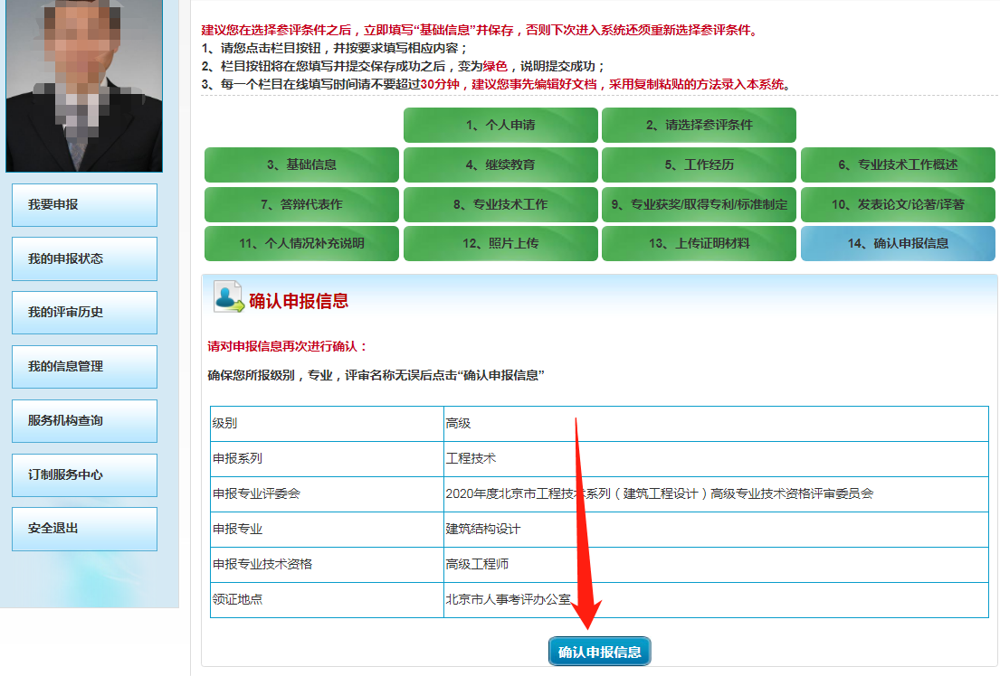 建议您在选择参评条件之后，立即填写“基础信息”并保存，否则下次进入系统还须重新选择参评条件。
1、请您点击栏目按钮，并按要求填写相应内容；
2、栏目按钮将在您填写并提交保存成功之后，变为绿色，说明提交成功；
3、每一个栏目在线填写时间请不要超过30分钟，建议您事先编辑好文档，采用复制粘贴的方法录入本系统。
1、个人申请
2、请选择参评条件
3、基础信息
4、继续教育
5、工作经历
6、专业技术工作概述
7、答辩代表作
8、专业技术工作
9、专业获奖/取得专利/标准制定
10、发表论文/论著/译著
11、个人情况补充说明
12、照片上传
13、上传证明材料
14、确认申报信息
我要申报
我的申报状态
我的评审历史
我的信息管理
服务机构查询
订制服务中心
安全退出
确认申报信息
请对申报信息再次进行确认：
确保您所报级别，专业，评审名称无误后点击“确认申报信息”
级别 高级
申报系列 工程技术
申报专业评委会 2020年度北京市工程技术系列（建筑工程设计）高级专业技术资格评审委员会
申报专业 建筑结构设计
申报专业技术资格 高级工程师
领证地点 北京市人事考评办公室
确认申报信息